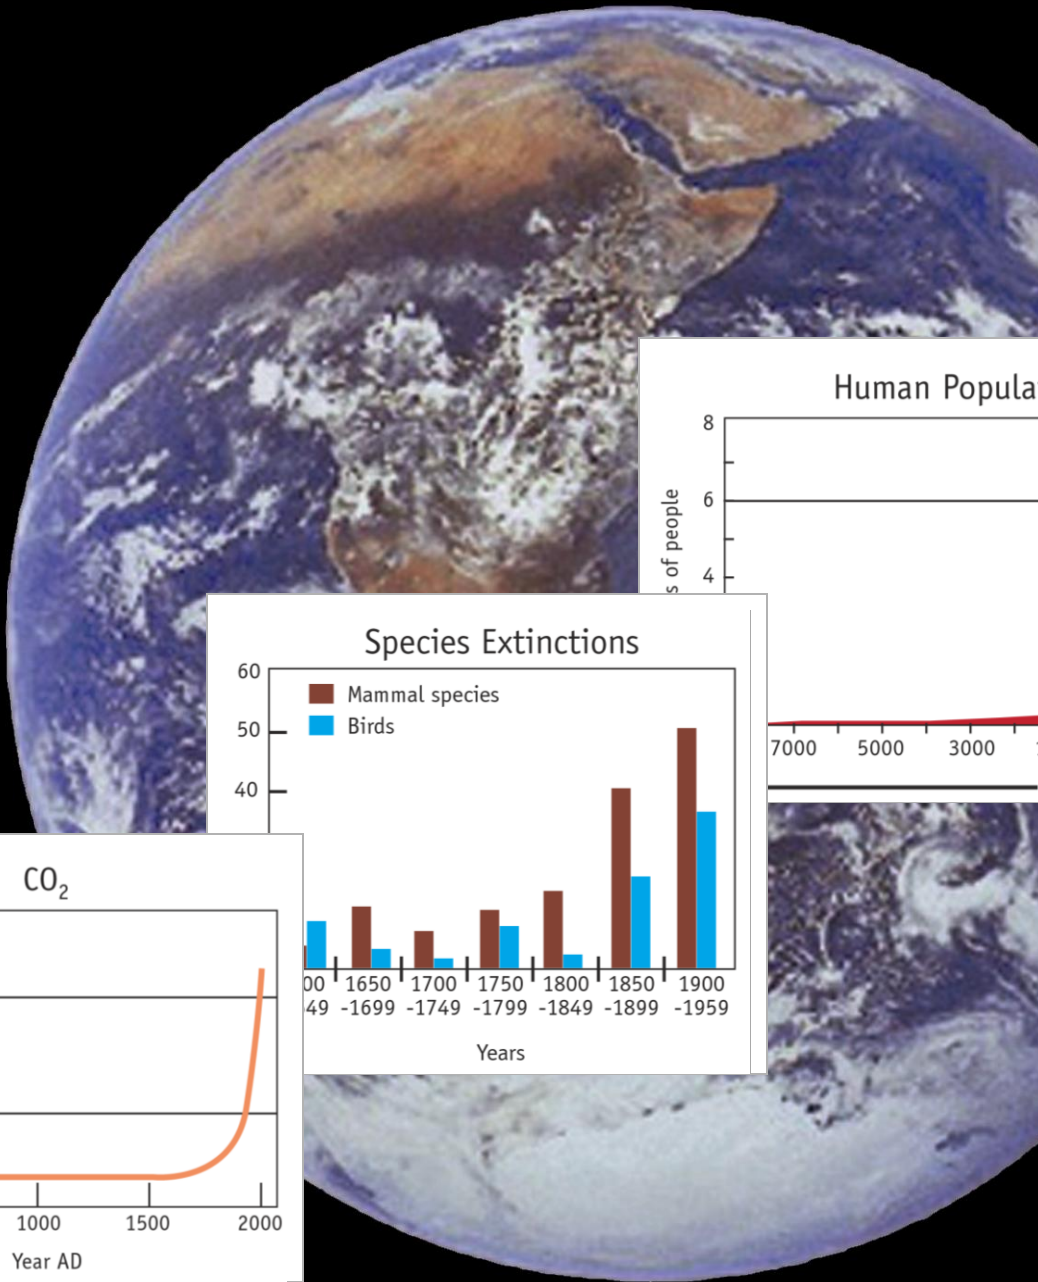 Human Popula
8
6
4
s of people
7000 5000 3000
Species Extinctions
60
50
40
Mammal species
Birds
00 1650 1700 1750 1800 1850 1900
49 -1699 -1749 -1799 -1849 -1899 -1959
Years
CO2
1000 1500 2000
Year AD